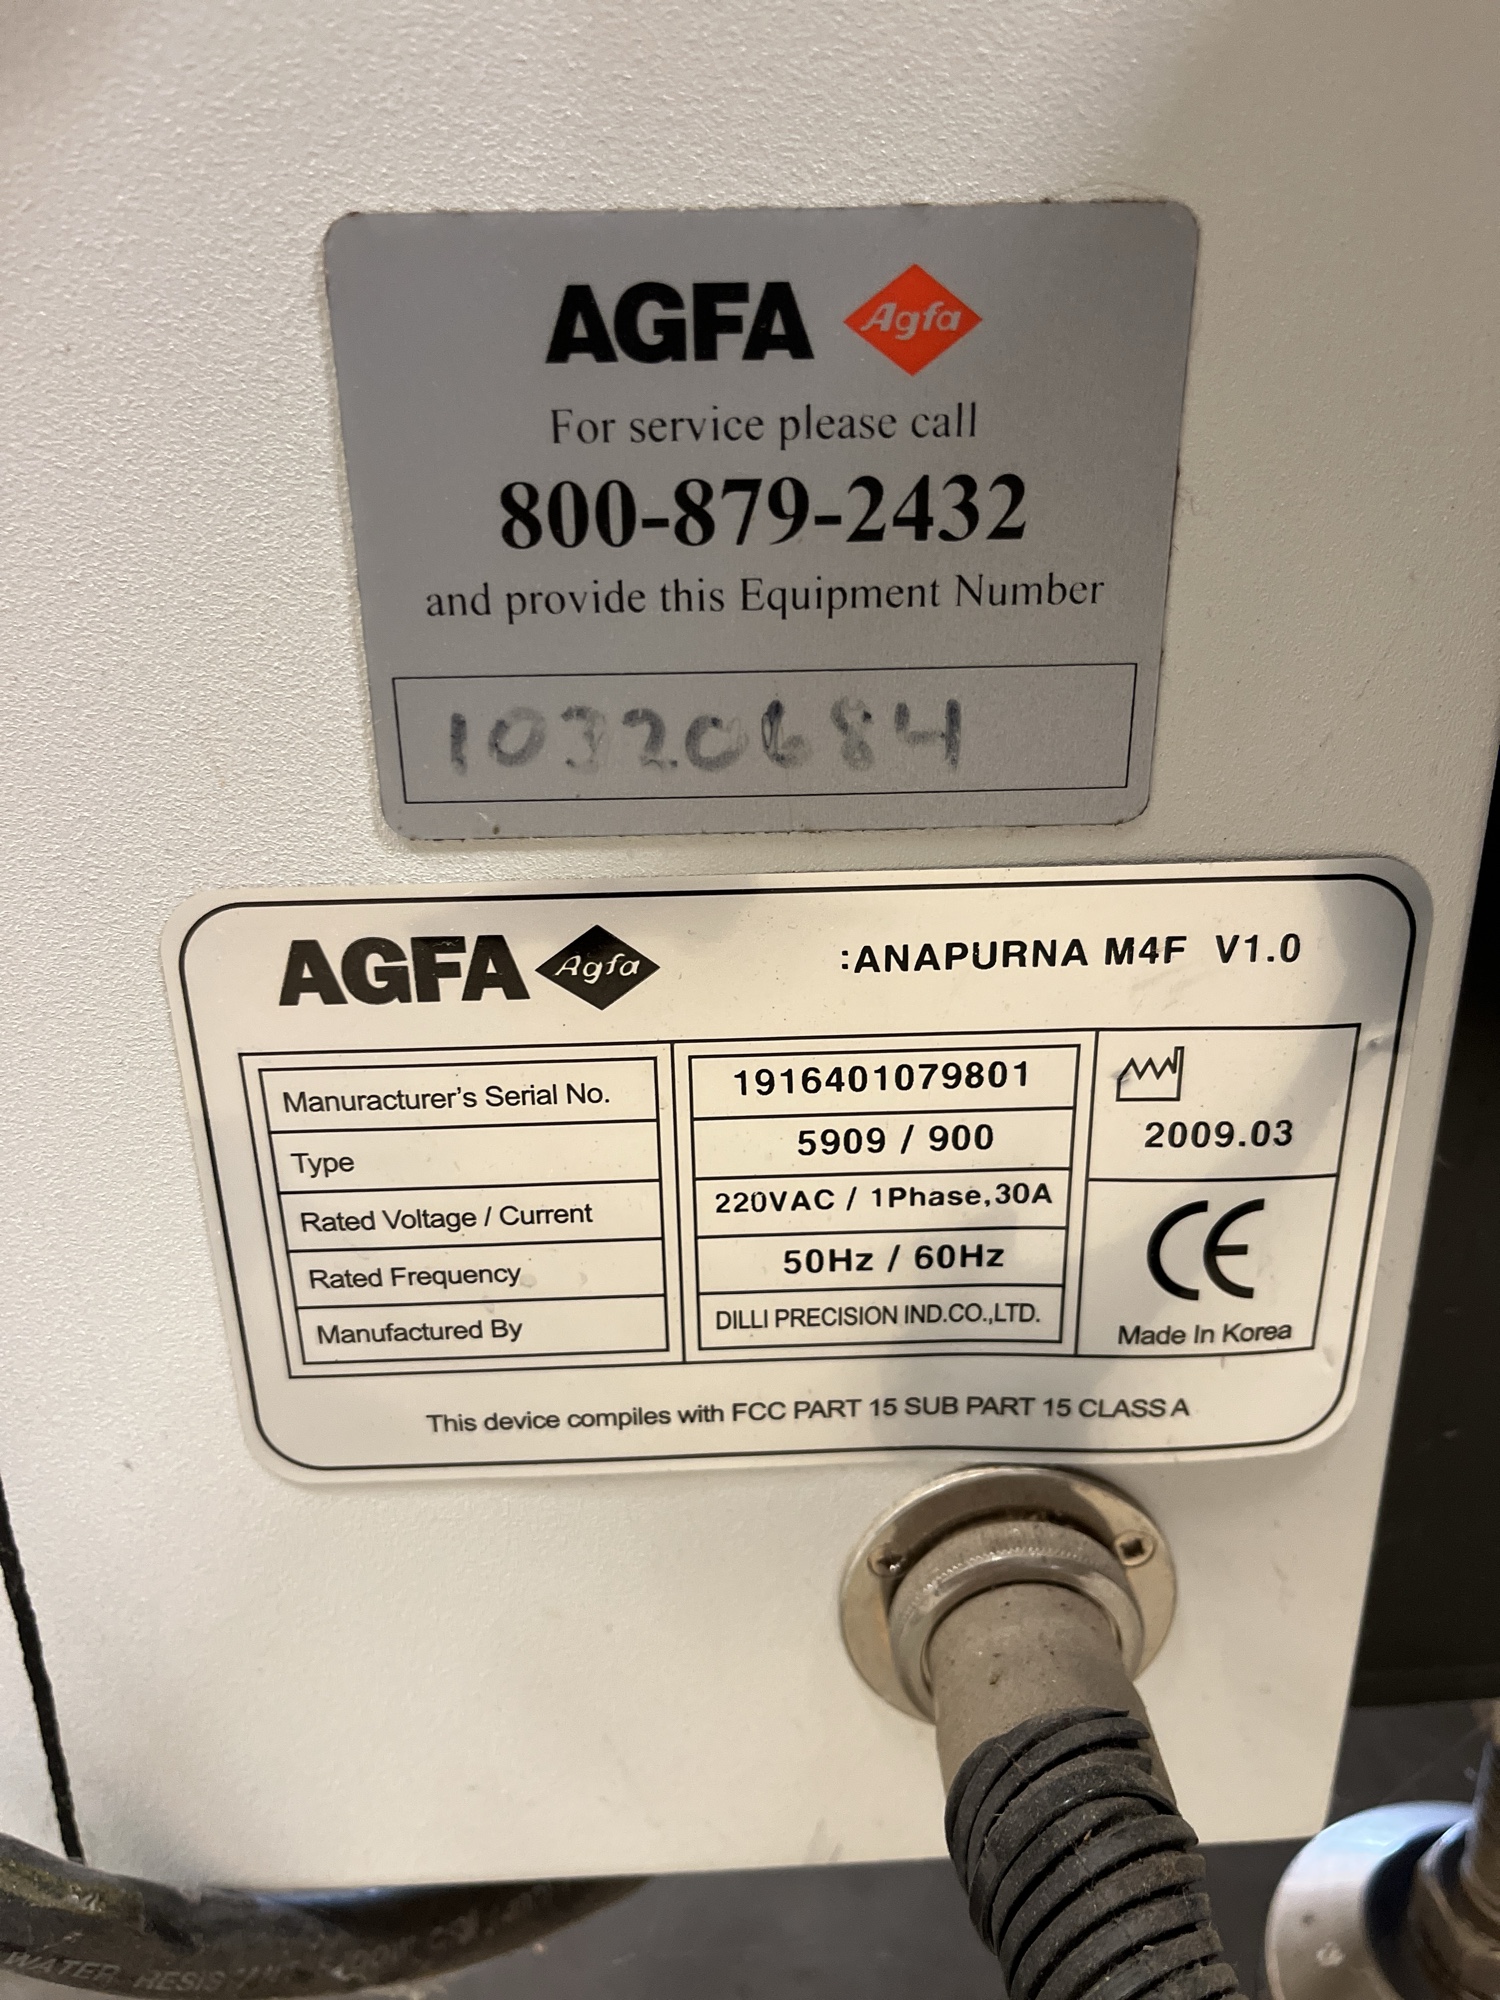 AGFA Agfa
For service please call
800-879-2432
and provide this Equipment Number
10320684
AGFA Agfa :ANAPURNA M4F V1.0
Manuracturer's Serial No. 1916401079801
Type 5909 / 900
Rated Voltage / Current 220VAC / 1Phase,30A
Rated Frequency 50Hz / 60Hz
Manufactured By DILLI PRECISION IND.CO.,LTD.
2009.03
CE
Made In Korea
This device compiles with FCC PART 15 SUB PART 15 CLASS A
WATER RESISTANT